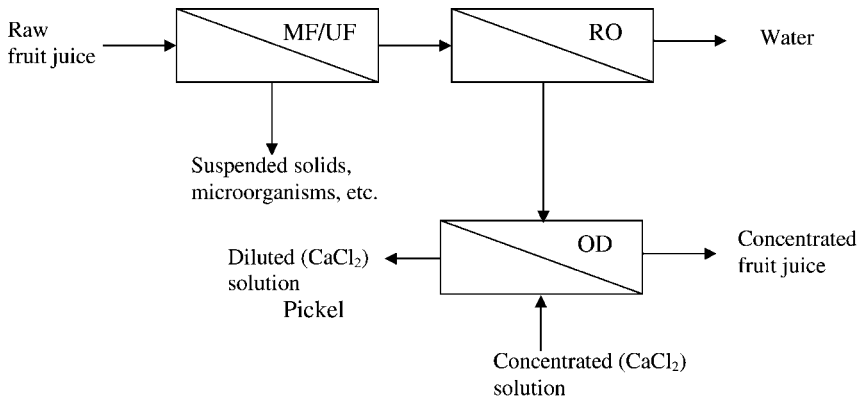 Raw
fruit juice
MF/UF
RO
Water
Suspended solids,
microorganisms, etc.
OD
Diluted (CaCl₂)
solution
Pickel
Concentrated
fruit juice
Concentrated (CaCl₂)
solution